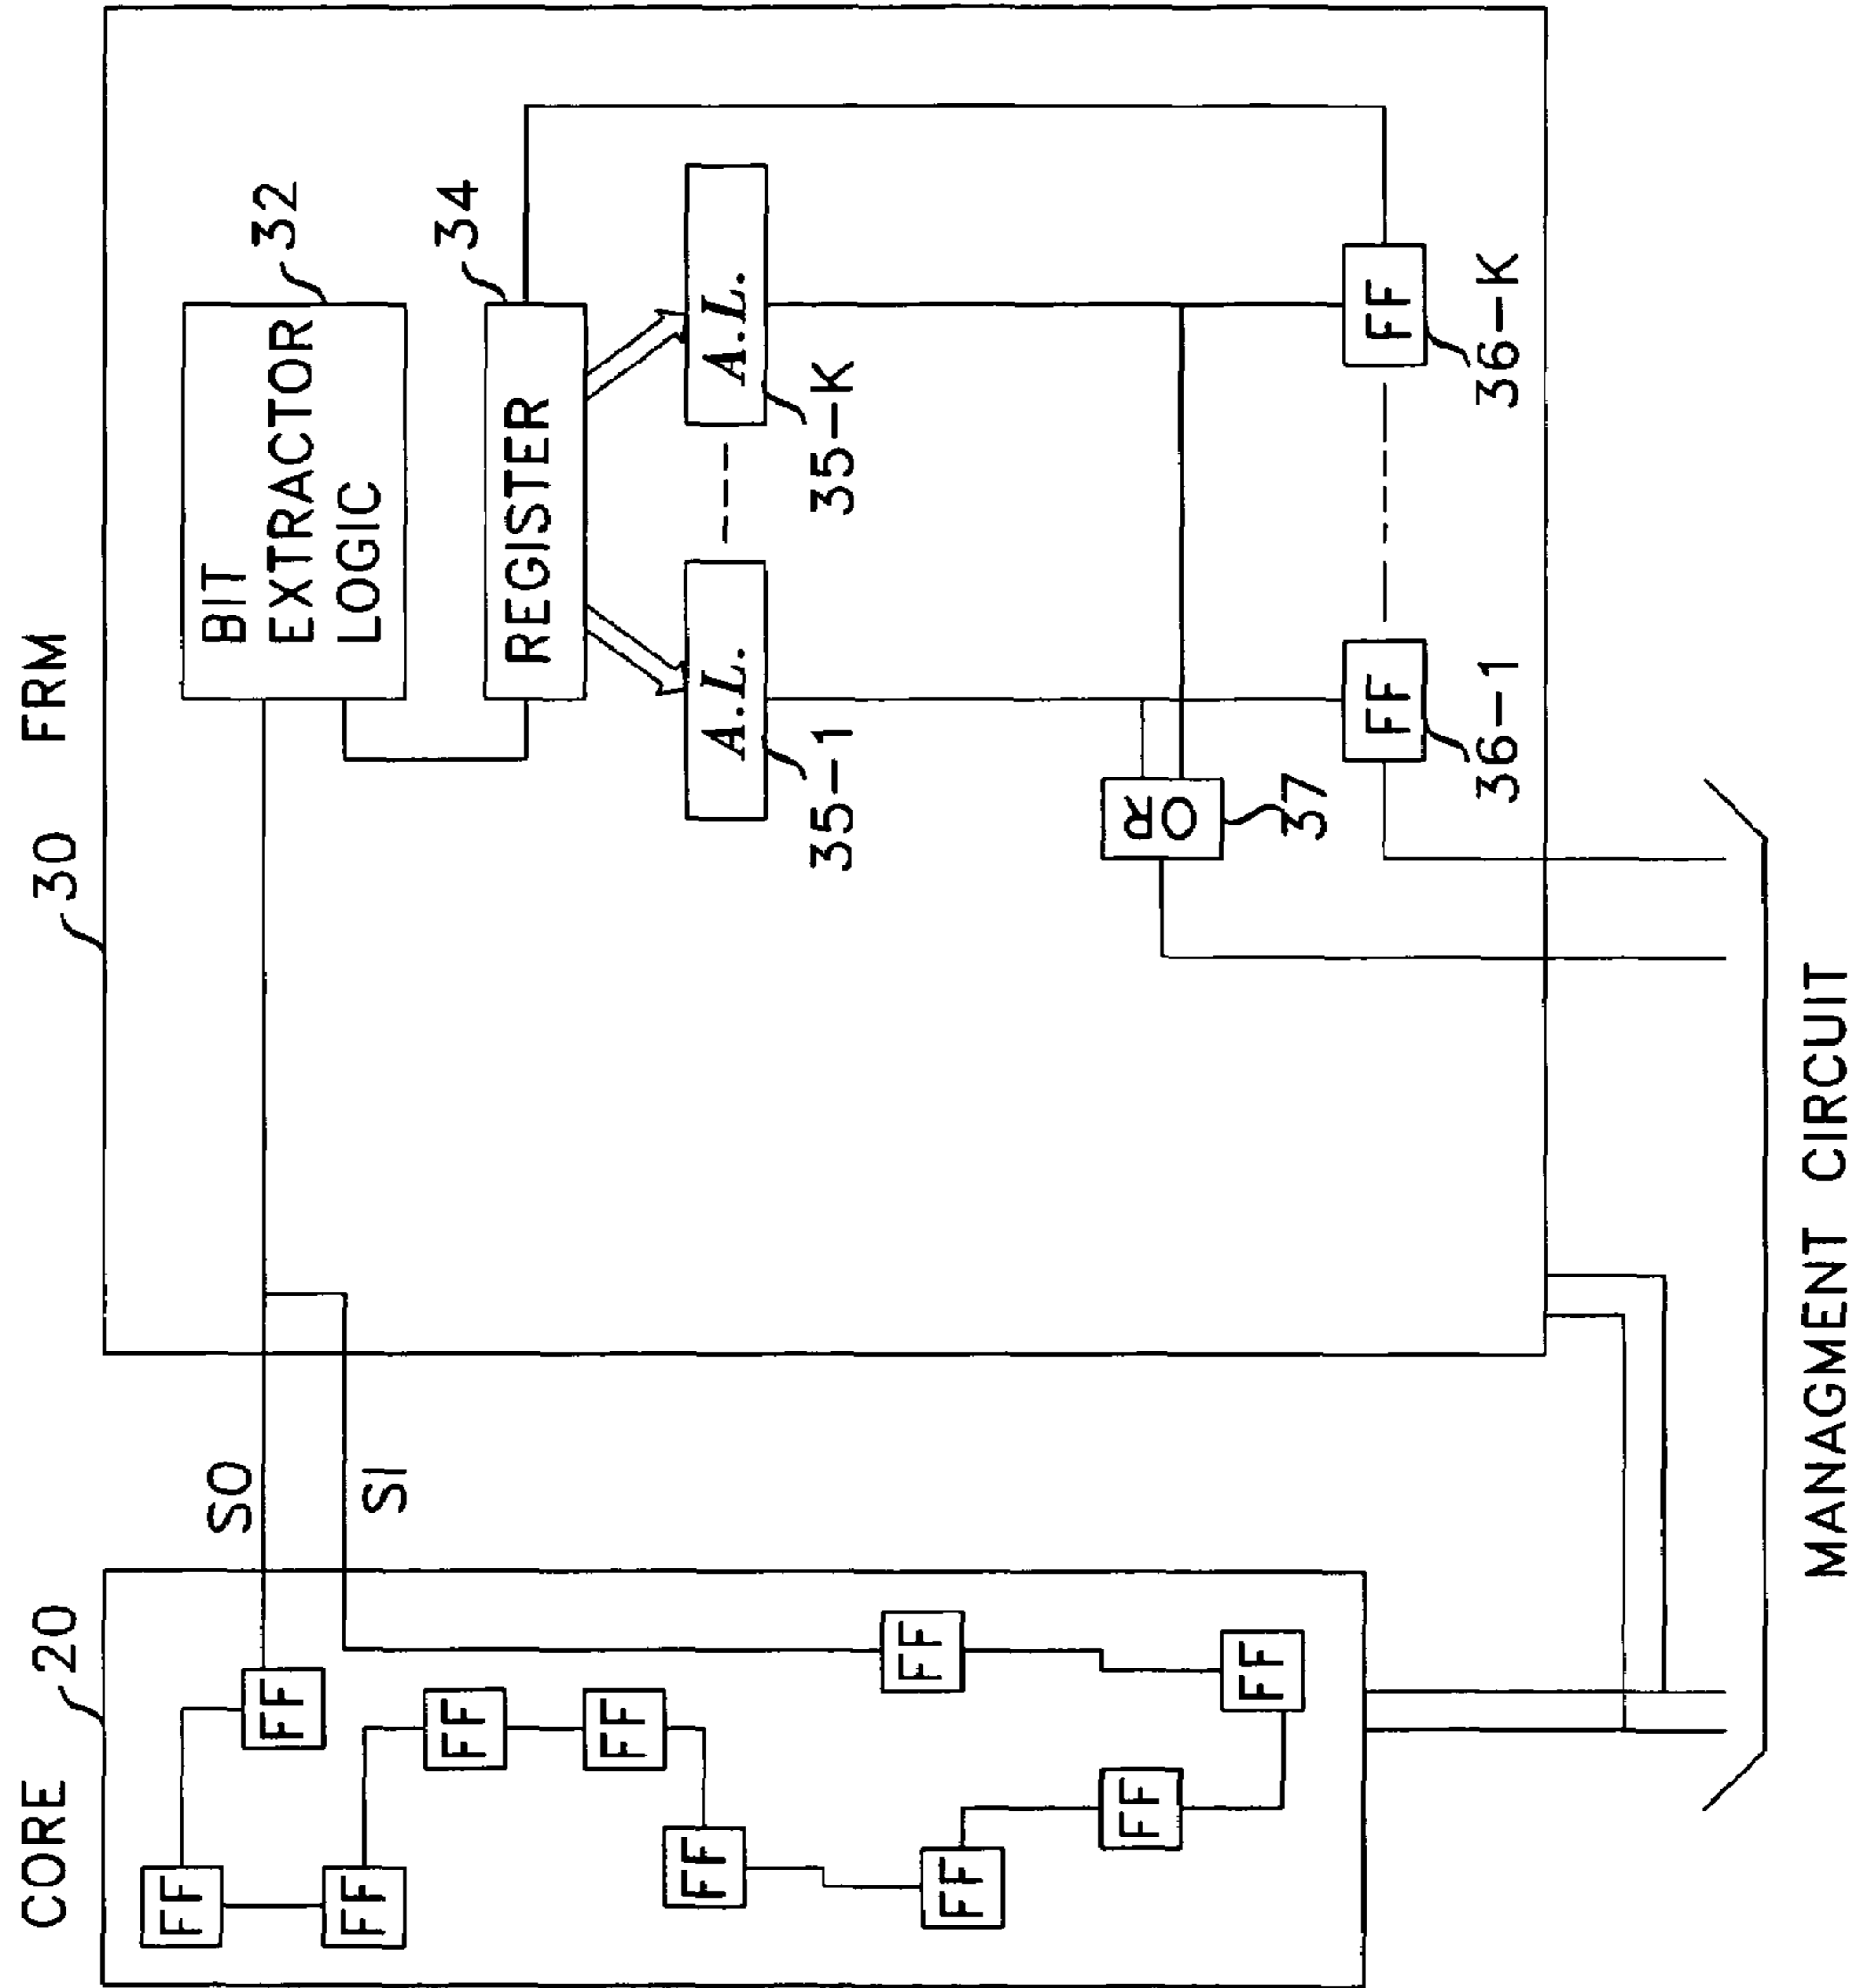 CORE 20
30 FRM
FF
FF
FF
FF
FF
FF
FF
FF
FF
FF
SO
SI
BIT
EXTRACTOR
LOGIC
32
REGISTER
34
A.L.
A.L.
35-1
35-K
OR
37
FF
FF
36-1
36-K
MANAGMENT CIRCUIT